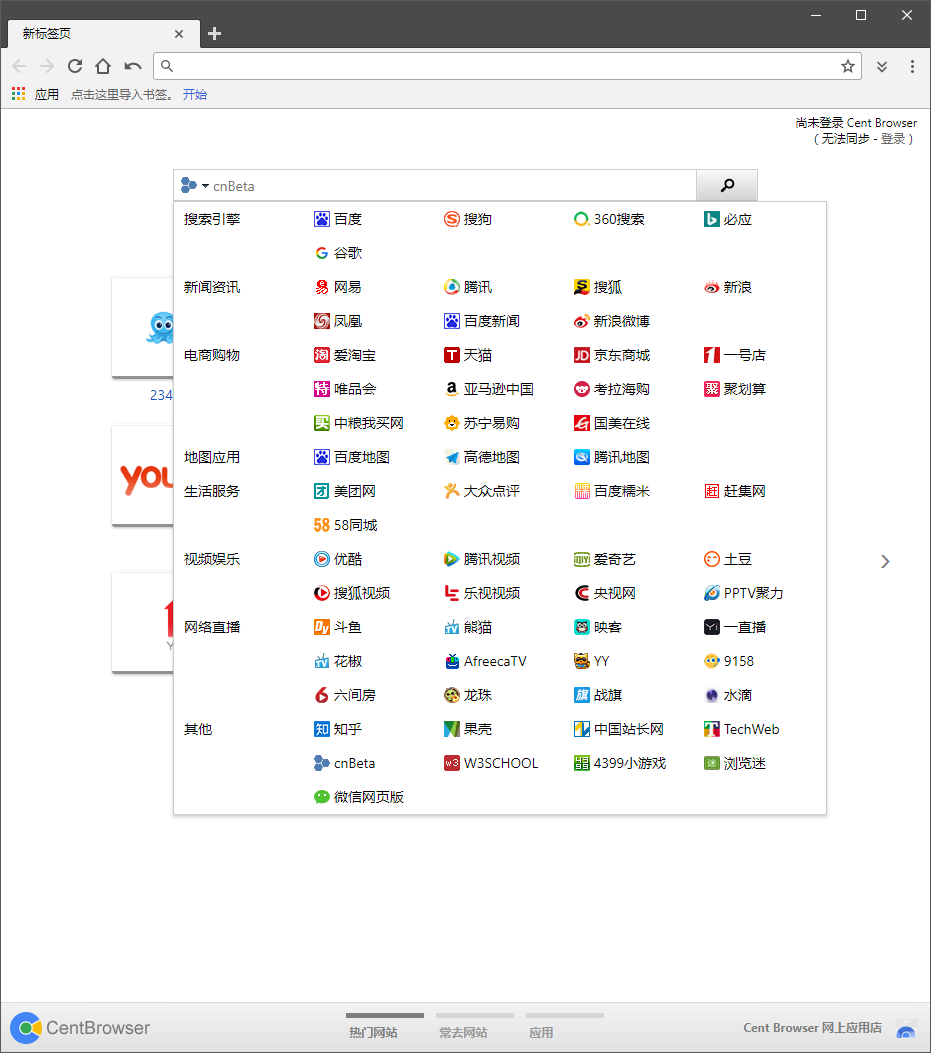 新标签页
应用 点击这里导入书签。 开始
尚未登录 Cent Browser
( 无法同步 - 登录 )
cnBeta
搜索引擎 百度 搜狗 360搜索 必应
谷歌
新闻资讯 网易 腾讯 搜狐 新浪
凤凰 百度新闻 新浪微博
电商购物 爱淘宝 天猫 京东商城 一号店
唯品会 亚马逊中国 考拉海购 聚划算
234
中粮我买网 苏宁易购 国美在线
地图应用 百度地图 高德地图 腾讯地图
YOU
生活服务 美团网 大众点评 百度糯米 赶集网
58同城
视频娱乐 优酷 腾讯视频 爱奇艺 土豆
搜狐视频 乐视视频 央视网 PPTV聚力
网络直播 斗鱼 熊猫 映客 一直播
Y
花椒 AfreecaTV YY 9158
六间房 龙珠 战旗 水滴
其他 知乎 果壳 中国站长网 TechWeb
cnBeta W3SCHOOL 4399小游戏 浏览迷
微信网页版
CentBrowser 热门网站 常去网站 应用 Cent Browser 网上应用店